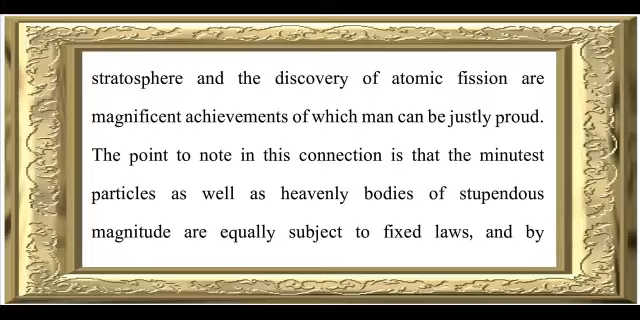 stratosphere and the discovery of atomic fission are
magnificent achievements of which man can be justly proud.
The point to note in this connection is that the minutest
particles as well as heavenly bodies of stupendous
magnitude are equally subject to fixed laws, and by